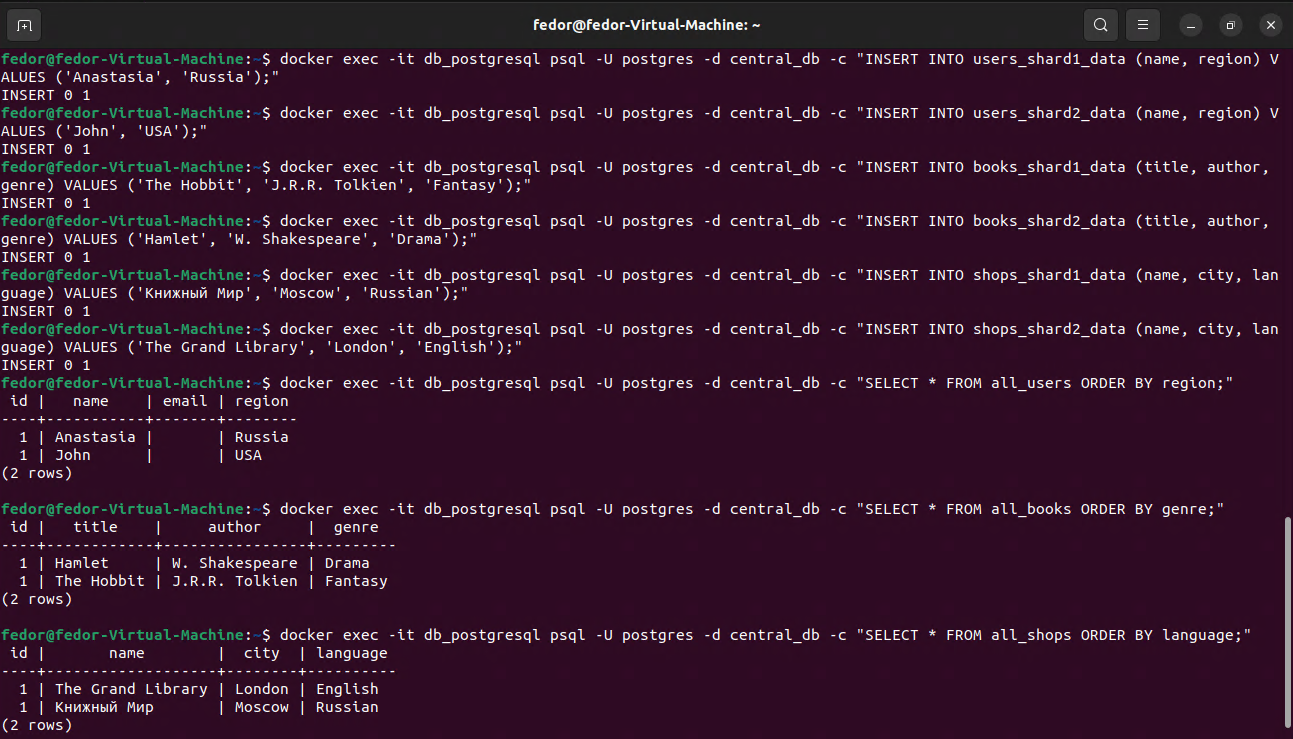 fedor@fedor-Virtual-Machine: ~
fedor@fedor-Virtual-Machine:~$ docker exec -it db_postgresql psql -U postgres -d central_db -c "INSERT INTO users_shard1_data (name, region) V
ALUES ('Anastasia', 'Russia');"
INSERT 0 1
fedor@fedor-Virtual-Machine:~$ docker exec -it db_postgresql psql -U postgres -d central_db -c "INSERT INTO users_shard2_data (name, region) V
ALUES ('John', 'USA');"
INSERT 0 1
fedor@fedor-Virtual-Machine:~$ docker exec -it db_postgresql psql -U postgres -d central_db -c "INSERT INTO books_shard1_data (title, author,
genre) VALUES ('The Hobbit', 'J.R.R. Tolkien', 'Fantasy');"
INSERT 0 1
fedor@fedor-Virtual-Machine:~$ docker exec -it db_postgresql psql -U postgres -d central_db -c "INSERT INTO books_shard2_data (title, author,
genre) VALUES ('Hamlet', 'W. Shakespeare', 'Drama');"
INSERT 0 1
fedor@fedor-Virtual-Machine:~$ docker exec -it db_postgresql psql -U postgres -d central_db -c "INSERT INTO shops_shard1_data (name, city, lan
guage) VALUES ('Книжный Мир', 'Moscow', 'Russian');"
INSERT 0 1
fedor@fedor-Virtual-Machine:~$ docker exec -it db_postgresql psql -U postgres -d central_db -c "INSERT INTO shops_shard2_data (name, city, lan
guage) VALUES ('The Grand Library', 'London', 'English');"
INSERT 0 1
fedor@fedor-Virtual-Machine:~$ docker exec -it db_postgresql psql -U postgres -d central_db -c "SELECT * FROM all_users ORDER BY region;"
 id |   name    | email | region
----+-----------+-------+--------
  1 | Anastasia |       | Russia
  1 | John      |       | USA
(2 rows)
fedor@fedor-Virtual-Machine:~$ docker exec -it db_postgresql psql -U postgres -d central_db -c "SELECT * FROM all_books ORDER BY genre;"
 id |   title    |     author     |  genre
----+------------+----------------+---------
  1 | Hamlet     | W. Shakespeare | Drama
  1 | The Hobbit | J.R.R. Tolkien | Fantasy
(2 rows)
fedor@fedor-Virtual-Machine:~$ docker exec -it db_postgresql psql -U postgres -d central_db -c "SELECT * FROM all_shops ORDER BY language;"
 id |       name        |  city  | language
----+-------------------+--------+----------
  1 | The Grand Library | London | English
  1 | Книжный Мир       | Moscow | Russian
(2 rows)